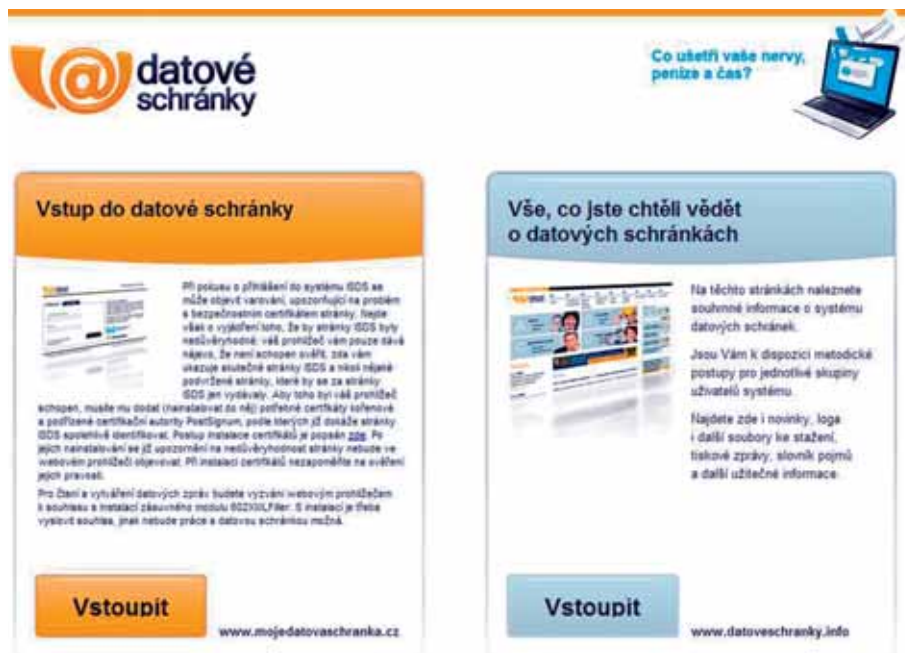 datové
schránky
Co ušetří vaše nervy,
peníze a čas?
Vstup do datové schránky
Při pokusu o přihlášení do systému ISDS se
může objevit varování, upozorňující na problém
s bezpečnostním certifikátem stránky. Nejde
však o vyjádření toho, že by stránky ISDS byly
nedůvěryhodné: váš prohlížeč vám pouze dává
najevo, že není schopen ověřit, zda vám
ukazuje skutečné stránky ISDS a nikoli nějaké
podvržené stránky, které by se za stránky
ISDS jen vydávaly. Aby toho byl váš prohlížeč
schopen, musíte mu dodat (nainstalovat do něj) potřebné certifikáty kořenové
a podřízené certifikační autority PostSignum, podle kterých již dokáže stránky
ISDS spolehlivě identifikovat. Postup instalace certifikátů je popsán zde. Po
jejich nainstalování se již upozornění na nedůvěryhodnost stránky nebude ve
webovém prohlížeči objevovat. Při instalaci certifikátů nezapomeňte na ověření
jejich pravosti.
Pro čtení a vytváření datových zpráv budete vyzváni webovým prohlížečem
k souhlasu s instalací zásuvného modulu 602XMLFiller. S instalací je třeba
vyslovit souhlas, jinak nebude práce s datovou schránkou možná.
Vstoupit
www.mojedatovaschranka.cz
Vše, co jste chtěli vědět
o datových schránkách
Na těchto stránkách naleznete
souhrnné informace o systému
datových schránek.
Jsou Vám k dispozici metodické
postupy pro jednotlivé skupiny
uživatelů systému.
Najdete zde i novinky, loga
i další soubory ke stažení,
tiskové zprávy, slovník pojmů
a další užitečné informace.
Vstoupit
www.datoveschranky.info